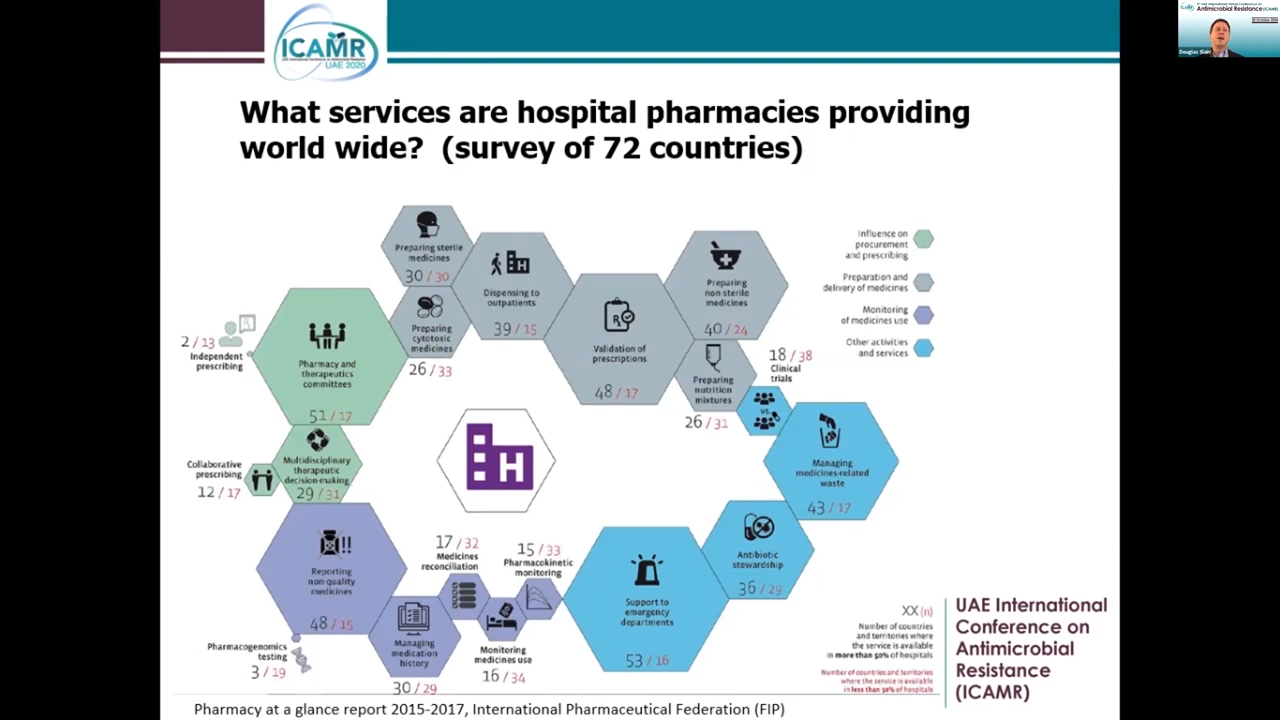 ICAMR
UAE 2020
Antimicrobial Resistance (ICAMR)
Douglas Slain
What services are hospital pharmacies providing
world wide?  (survey of 72 countries)
Preparing sterile
medicines
30 / 30
Dispensing to
outpatients
39 / 15
Preparing
cytotoxic
medicines
26 / 33
Validation of
prescriptions
48 / 17
Preparing
non-sterile
medicines
40 / 24
Preparing
nutrition
mixtures
26 / 31
18 / 38
Clinical
trials
VS.
Influence on
procurement
and prescribing
Preparation and
delivery of medicines
Monitoring
of medicines use
Other activities
and services
2 / 13
Independent
prescribing
Pharmacy and
therapeutics
committees
51 / 17
Collaborative
prescribing
12 / 17
Multidisciplinary
therapeutic
decision-making
29 / 31
H
H
Managing
medicines-related
waste
43 / 17
Reporting
non-quality
medicines
48 / 15
17 / 32
Medicines
reconciliation
15 / 33
Pharmacokinetic
monitoring
Antibiotic
stewardship
36 / 29
Support to
emergency
departments
53 / 16
Pharmacogenomics
testing
3 / 19
Managing
medication
history
30 / 29
Monitoring
medicines use
16 / 34
XX (n)
Number of countries
and territories where
the service is available
in more than 50% of hospitals
Number of countries and territories
where the service is available
in less than 50% of hospitals
UAE International
Conference on
Antimicrobial
Resistance
(ICAMR)
Pharmacy at a glance report 2015-2017, International Pharmaceutical Federation (FIP)